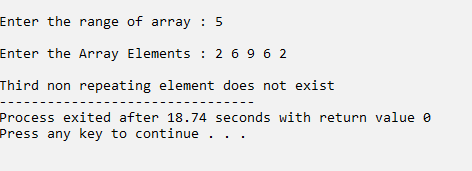 Enter the range of array : 5
Enter the Array Elements : 2 6 9 6 2
Third non repeating element does not exist
--------------------------------
Process exited after 18.74 seconds with return value 0
Press any key to continue . . .